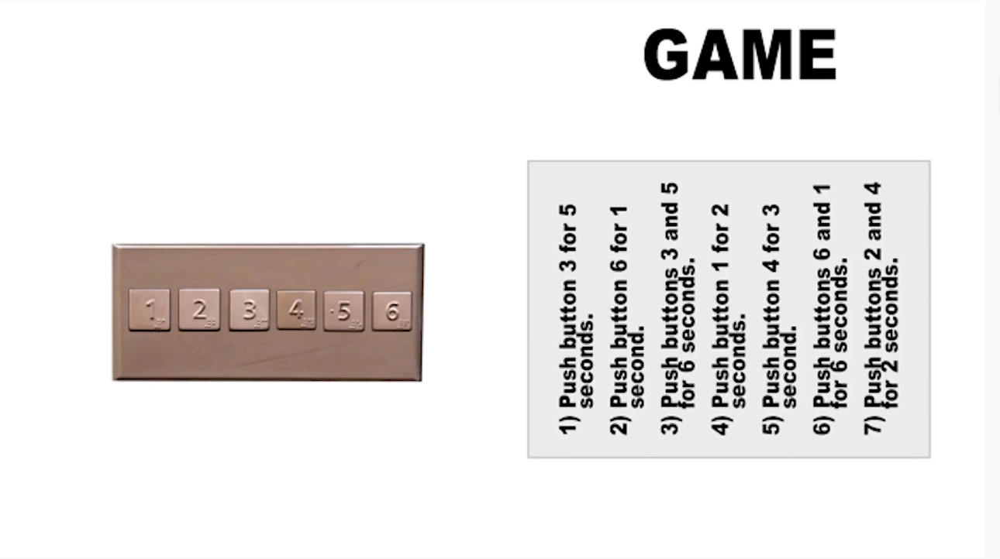 GAME
1 2 3 4 5 6
1) Push button 3 for 5
seconds.
2) Push button 6 for 1
second.
3) Push buttons 3 and 5
for 6 seconds.
4) Push button 1 for 2
seconds.
5) Push button 4 for 3
second.
6) Push buttons 6 and 1
for 6 seconds.
7) Push buttons 2 and 4
for 2 seconds.